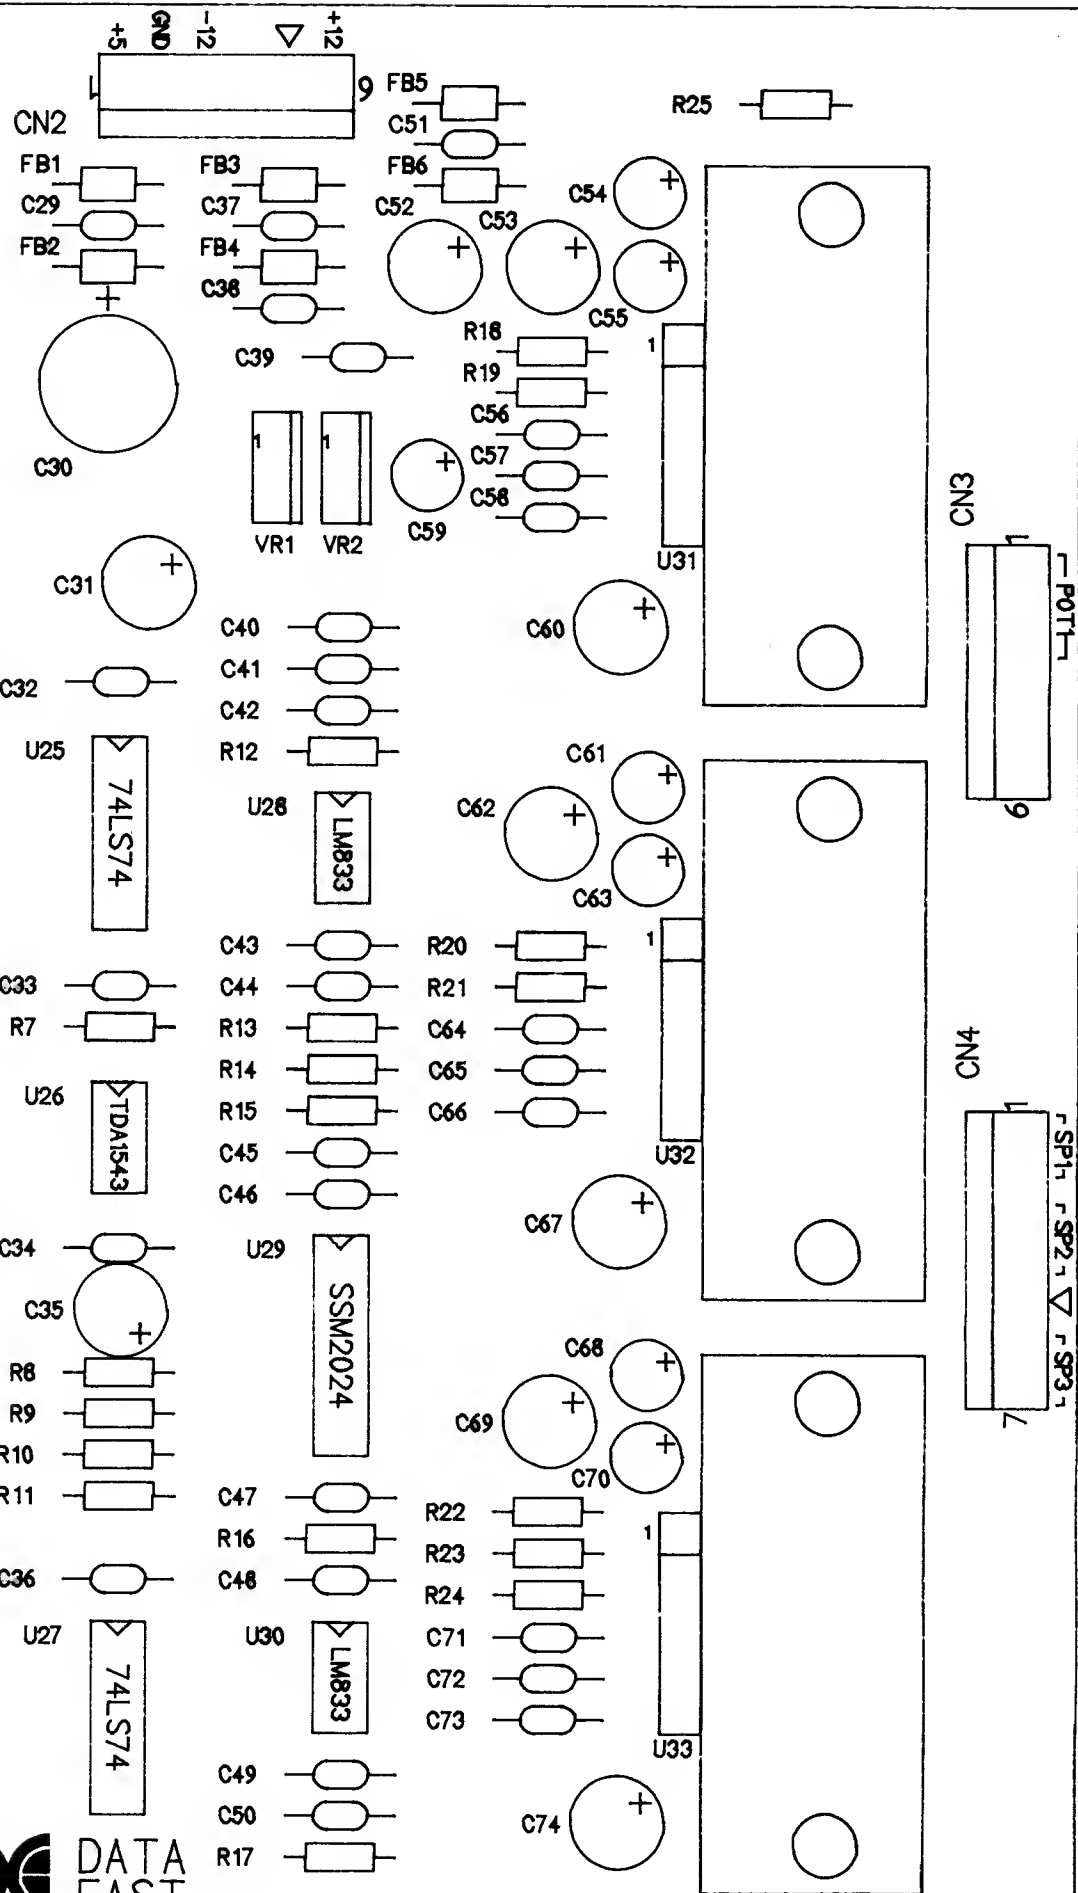 +5 GND -12 ▽ +12
1 9
CN2
FB5
C51
FB6
R25
FB1
C29
FB2
FB3
C37
FB4
C38
C52
C53
C54
C55
C30
C39
R18
R19
C56
C57
C58
1
VR1
1
VR2
C59
1
U31
CN3
1
POT1
6
C31
C32
C40
C41
C42
R12
C60
U25
74LS74
U28
LM833
C61
C62
C63
C33
R7
C43
C44
R13
R14
R15
C45
C46
R20
R21
C64
C65
C66
1
U32
CN4
1
SP1
SP2
▽
SP3
7
U26
TDA1543
C67
C34
C35
R8
R9
R10
R11
U29
SSM2024
C68
C69
C70
C47
R16
C48
R22
R23
R24
C71
C72
C73
1
U33
C36
U27
74LS74
U30
LM833
C49
C50
R17
C74
DATA
EAST